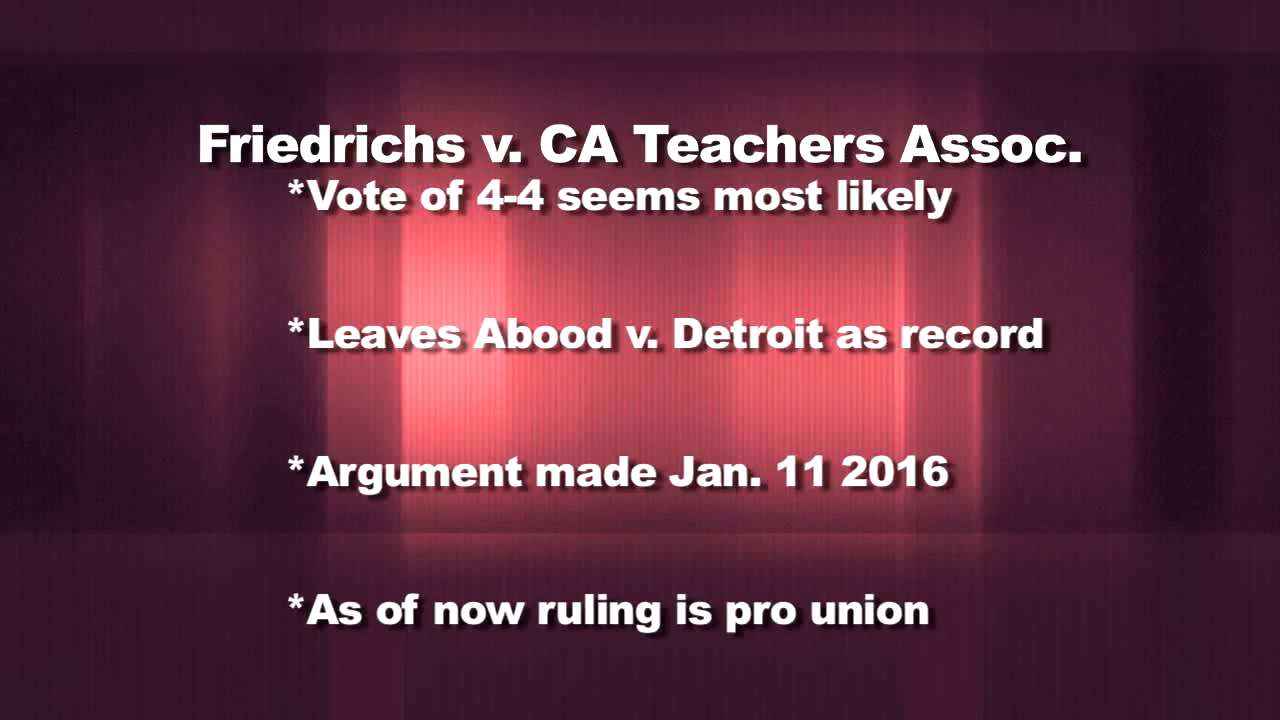 Friedrichs v. CA Teachers Assoc.
*Vote of 4-4 seems most likely
*Leaves Abood v. Detroit as record
*Argument made Jan. 11 2016
*As of now ruling is pro union